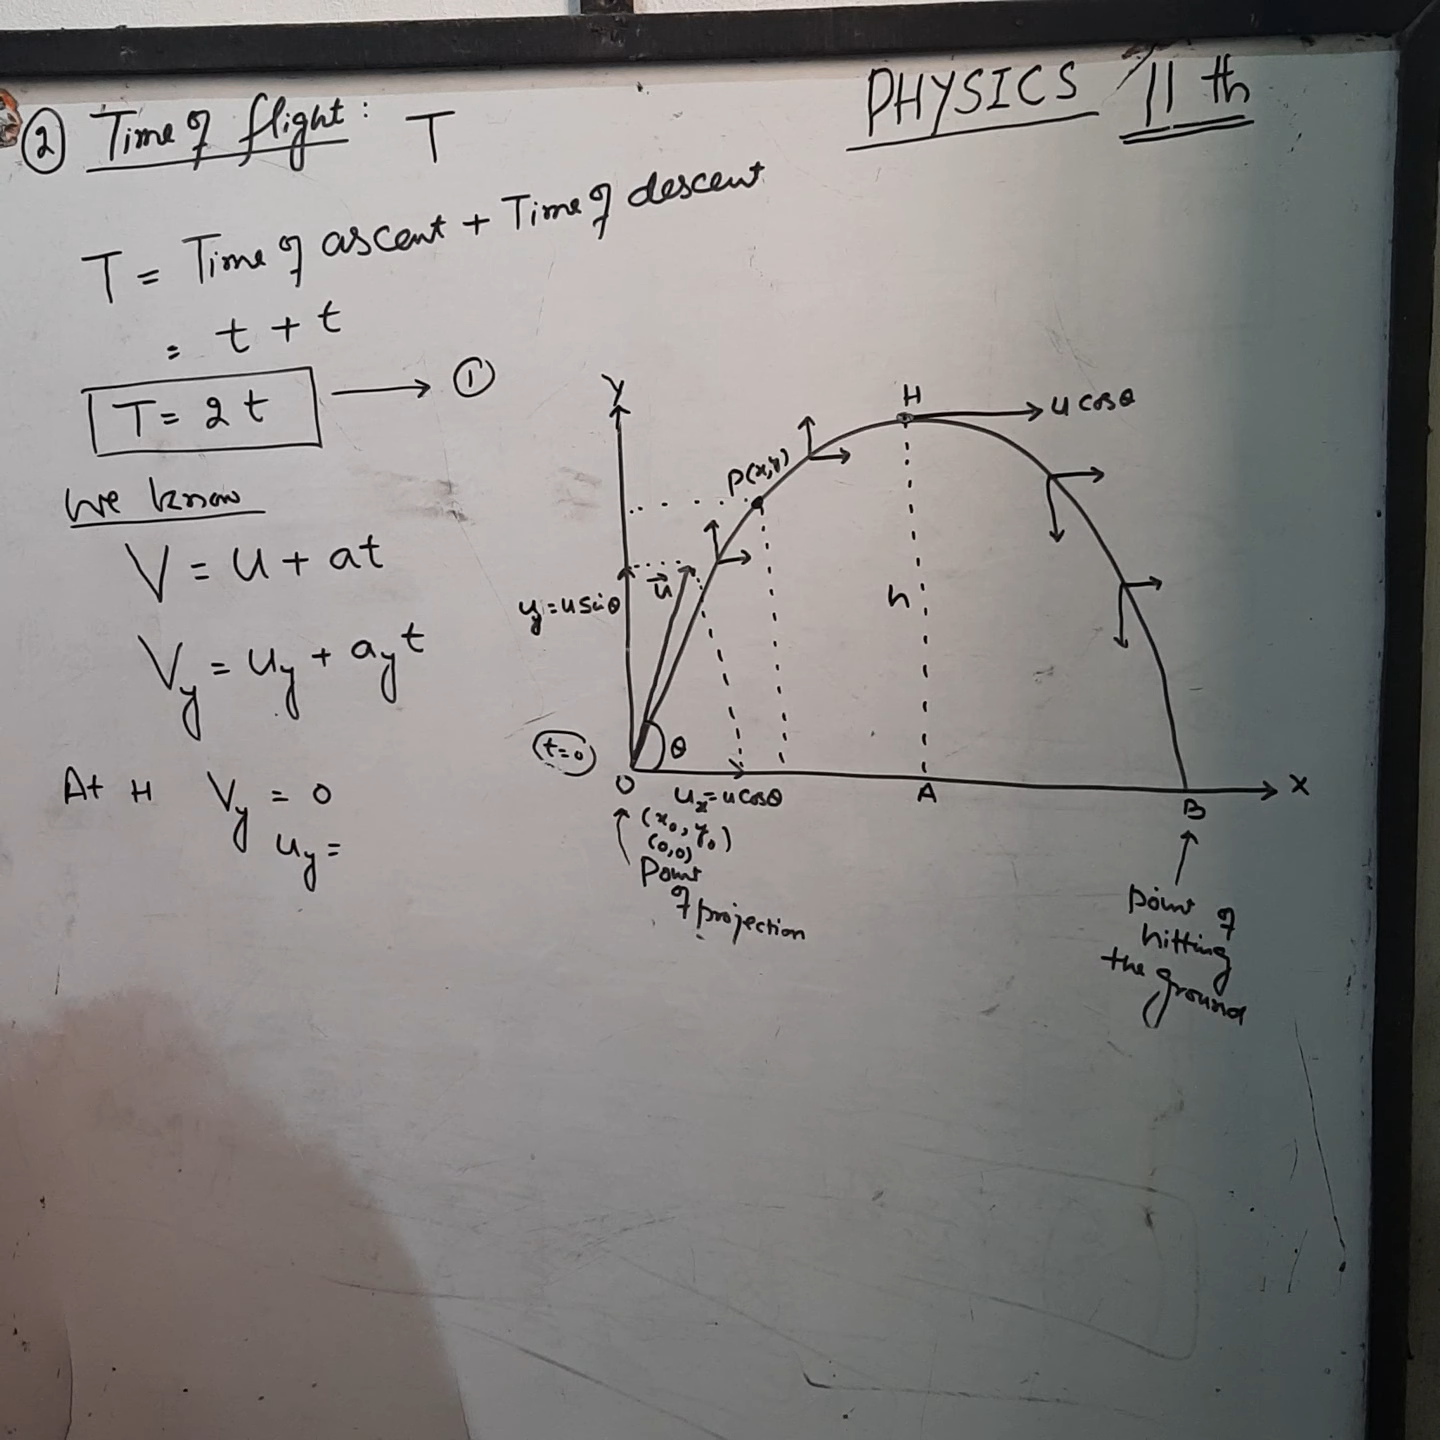 PHYSICS 11th
② Time of flight: T
T = Time of ascent + Time of descent
= t + t
T = 2t → ①
We know
V = u + at
Vy = uy + ayt
At H Vy = 0
uy =
Y
H
u cosθ
P(x,y)
u⃗
y = u sinθ
h
t=0
θ
O
ux = u cosθ
A
B
X
(x₀, y₀)
(0,0)
Point
of projection
point of
hitting
the ground